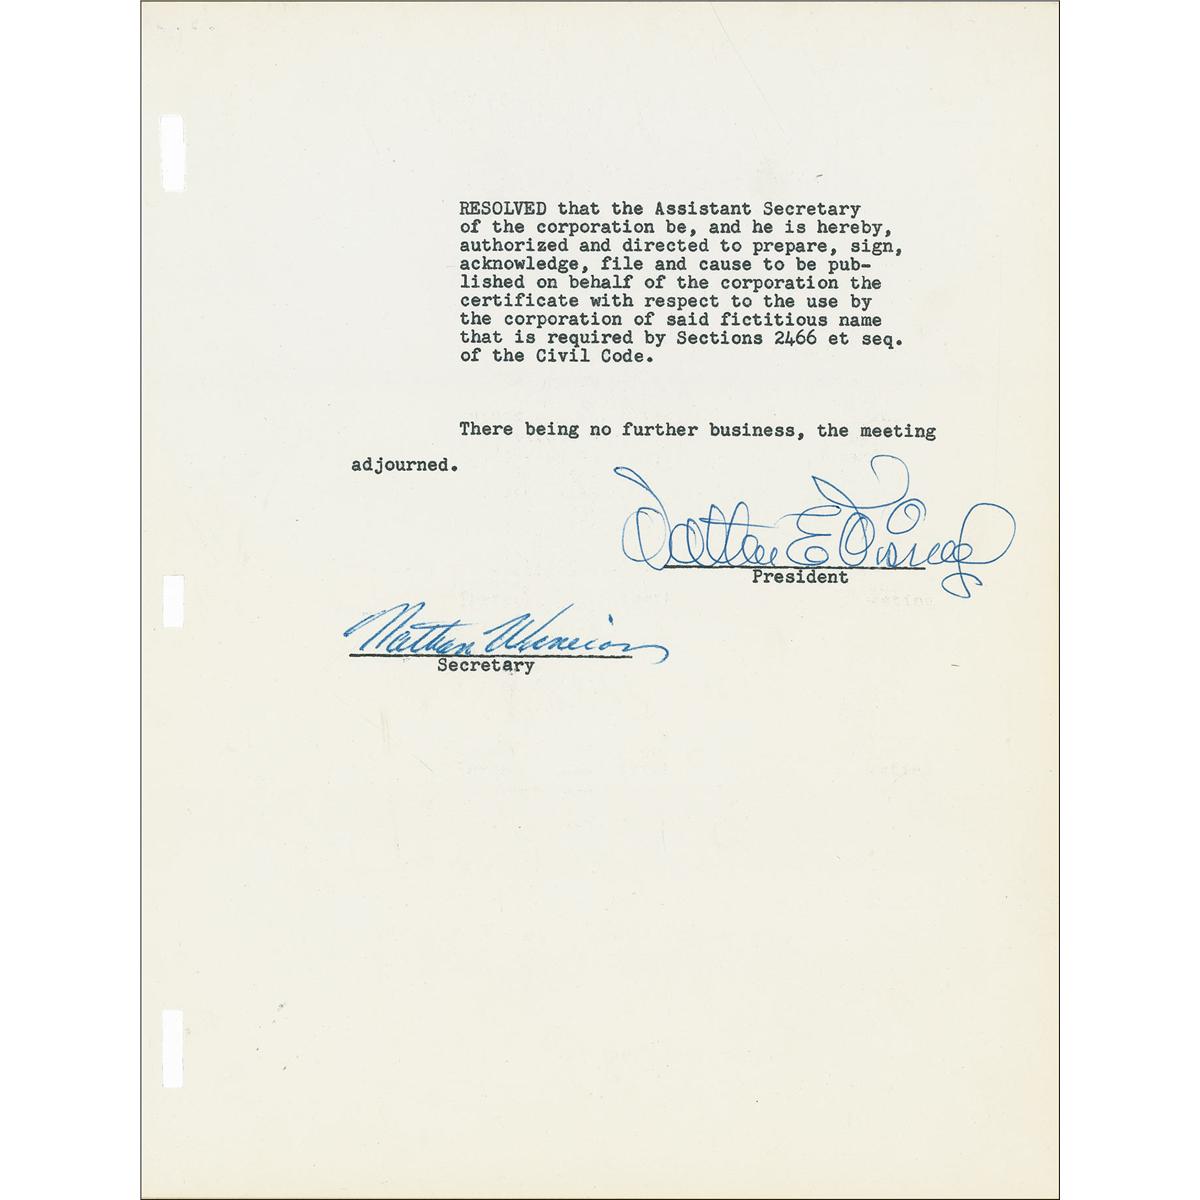 RESOLVED that the Assistant Secretary
of the corporation be, and he is hereby,
authorized and directed to prepare, sign,
acknowledge, file and cause to be pub-
lished on behalf of the corporation the
certificate with respect to the use by
the corporation of said fictitious name
that is required by Sections 2466 et seq.
of the Civil Code.
There being no further business, the meeting
adjourned.
E
President
Nathan
Secretary